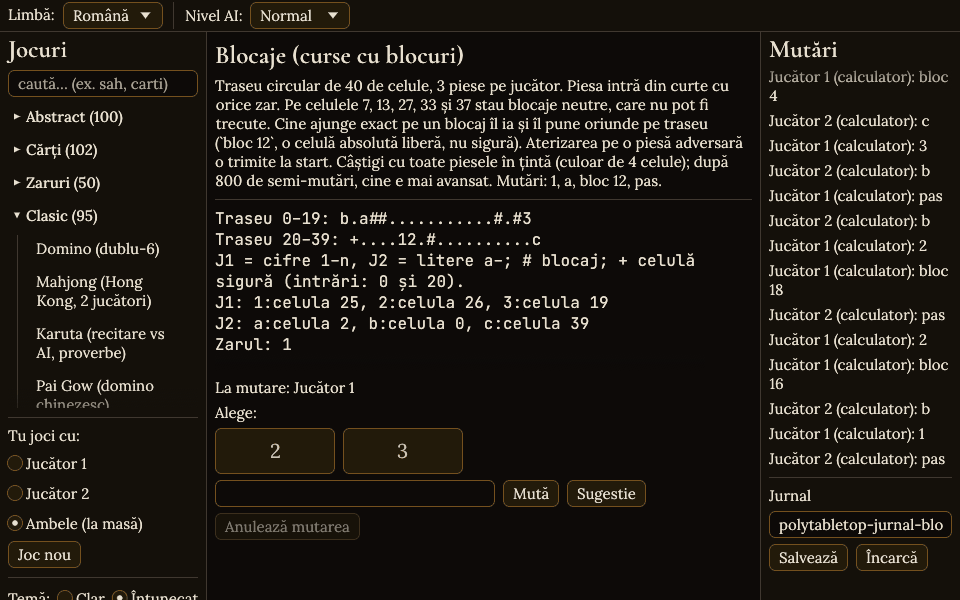 Limbă: Română ▼ Nivel AI: Normal ▼
Jocuri
caută... (ex. sah, carti)
▸ Abstract (100)
▸ Cărți (102)
▸ Zaruri (50)
▾ Clasic (95)
Domino (dublu-6)
Mahjong (Hong
Kong, 2 jucători)
Karuta (recitare vs
AI, proverbe)
Pai Gow (domino
chinezesc)
Tu joci cu:
Jucător 1
Jucător 2
Ambele (la masă)
Joc nou
Temă: Clar Întunecat
Blocaje (curse cu blocuri)
Traseu circular de 40 de celule, 3 piese pe jucător. Piesa intră din curte cu
orice zar. Pe celulele 7, 13, 27, 33 și 37 stau blocaje neutre, care nu pot fi
trecute. Cine ajunge exact pe un blocaj îl ia și îl pune oriunde pe traseu
(`bloc 12`, o celulă absolută liberă, nu sigură). Aterizarea pe o piesă adversară
o trimite la start. Câștigi cu toate piesele în țintă (culoar de 4 celule); după
800 de semi-mutări, cine e mai avansat. Mutări: 1, a, bloc 12, pas.
Traseu 0-19: b.a##...........#.#3
Traseu 20-39: +....12.#..........c
J1 = cifre 1-n, J2 = litere a-; # blocaj; + celulă
sigură (intrări: 0 și 20).
J1: 1:celula 25, 2:celula 26, 3:celula 19
J2: a:celula 2, b:celula 0, c:celula 39
Zarul: 1
La mutare: Jucător 1
Alege:
2 3
Mută Sugestie
Anulează mutarea
Mutări
Jucător 1 (calculator): bloc
4
Jucător 2 (calculator): c
Jucător 1 (calculator): 3
Jucător 2 (calculator): b
Jucător 1 (calculator): pas
Jucător 2 (calculator): b
Jucător 1 (calculator): 2
Jucător 1 (calculator): bloc
18
Jucător 2 (calculator): pas
Jucător 1 (calculator): 2
Jucător 1 (calculator): bloc
16
Jucător 2 (calculator): b
Jucător 1 (calculator): 1
Jucător 2 (calculator): pas
Jurnal
polytabletop-jurnal-blo
Salvează Încarcă